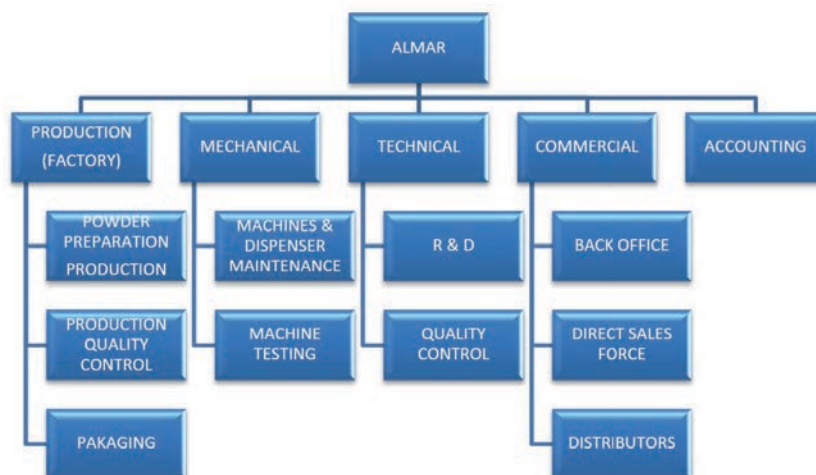 ALMAR
PRODUCTION
(FACTORY)
MECHANICAL
TECHNICAL
COMMERCIAL
ACCOUNTING
POWDER
PREPARATION
PRODUCTION
MACHINES &
DISPENSER
MAINTENANCE
R & D
BACK OFFICE
PRODUCTION
QUALITY
CONTROL
MACHINE
TESTING
QUALITY
CONTROL
DIRECT SALES
FORCE
PAKAGING
DISTRIBUTORS